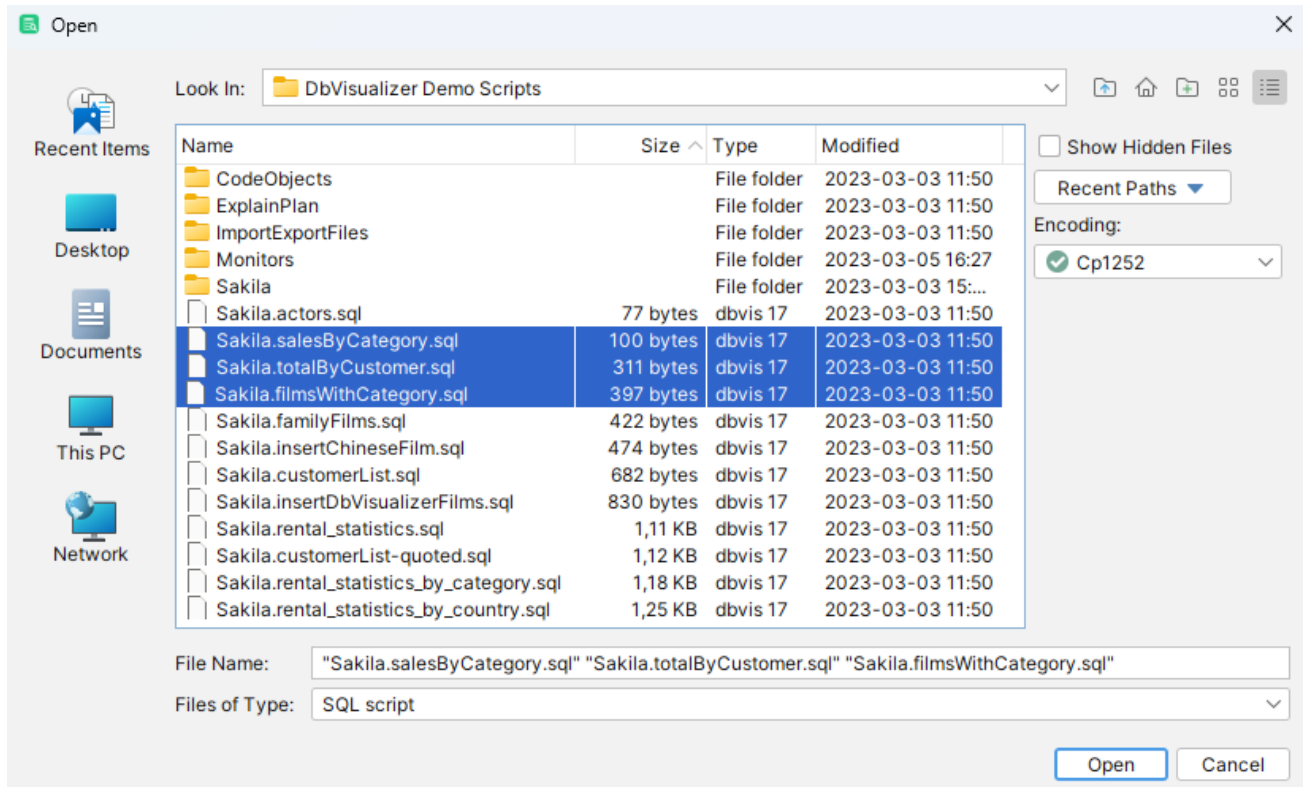 Open
Look In: DbVisualizer Demo Scripts
Recent Items
Desktop
Documents
This PC
Network
Name Size Type Modified
CodeObjects File folder 2023-03-03 11:50
ExplainPlan File folder 2023-03-03 11:50
ImportExportFiles File folder 2023-03-03 11:50
Monitors File folder 2023-03-05 16:27
Sakila File folder 2023-03-03 15:...
Sakila.actors.sql 77 bytes dbvis 17 2023-03-03 11:50
Sakila.salesByCategory.sql 100 bytes dbvis 17 2023-03-03 11:50
Sakila.totalByCustomer.sql 311 bytes dbvis 17 2023-03-03 11:50
Sakila.filmsWithCategory.sql 397 bytes dbvis 17 2023-03-03 11:50
Sakila.familyFilms.sql 422 bytes dbvis 17 2023-03-03 11:50
Sakila.insertChineseFilm.sql 474 bytes dbvis 17 2023-03-03 11:50
Sakila.customerList.sql 682 bytes dbvis 17 2023-03-03 11:50
Sakila.insertDbVisualizerFilms.sql 830 bytes dbvis 17 2023-03-03 11:50
Sakila.rental_statistics.sql 1,11 KB dbvis 17 2023-03-03 11:50
Sakila.customerList-quoted.sql 1,12 KB dbvis 17 2023-03-03 11:50
Sakila.rental_statistics_by_category.sql 1,18 KB dbvis 17 2023-03-03 11:50
Sakila.rental_statistics_by_country.sql 1,25 KB dbvis 17 2023-03-03 11:50
Show Hidden Files
Recent Paths
Encoding:
Cp1252
File Name: "Sakila.salesByCategory.sql" "Sakila.totalByCustomer.sql" "Sakila.filmsWithCategory.sql"
Files of Type: SQL script
Open Cancel